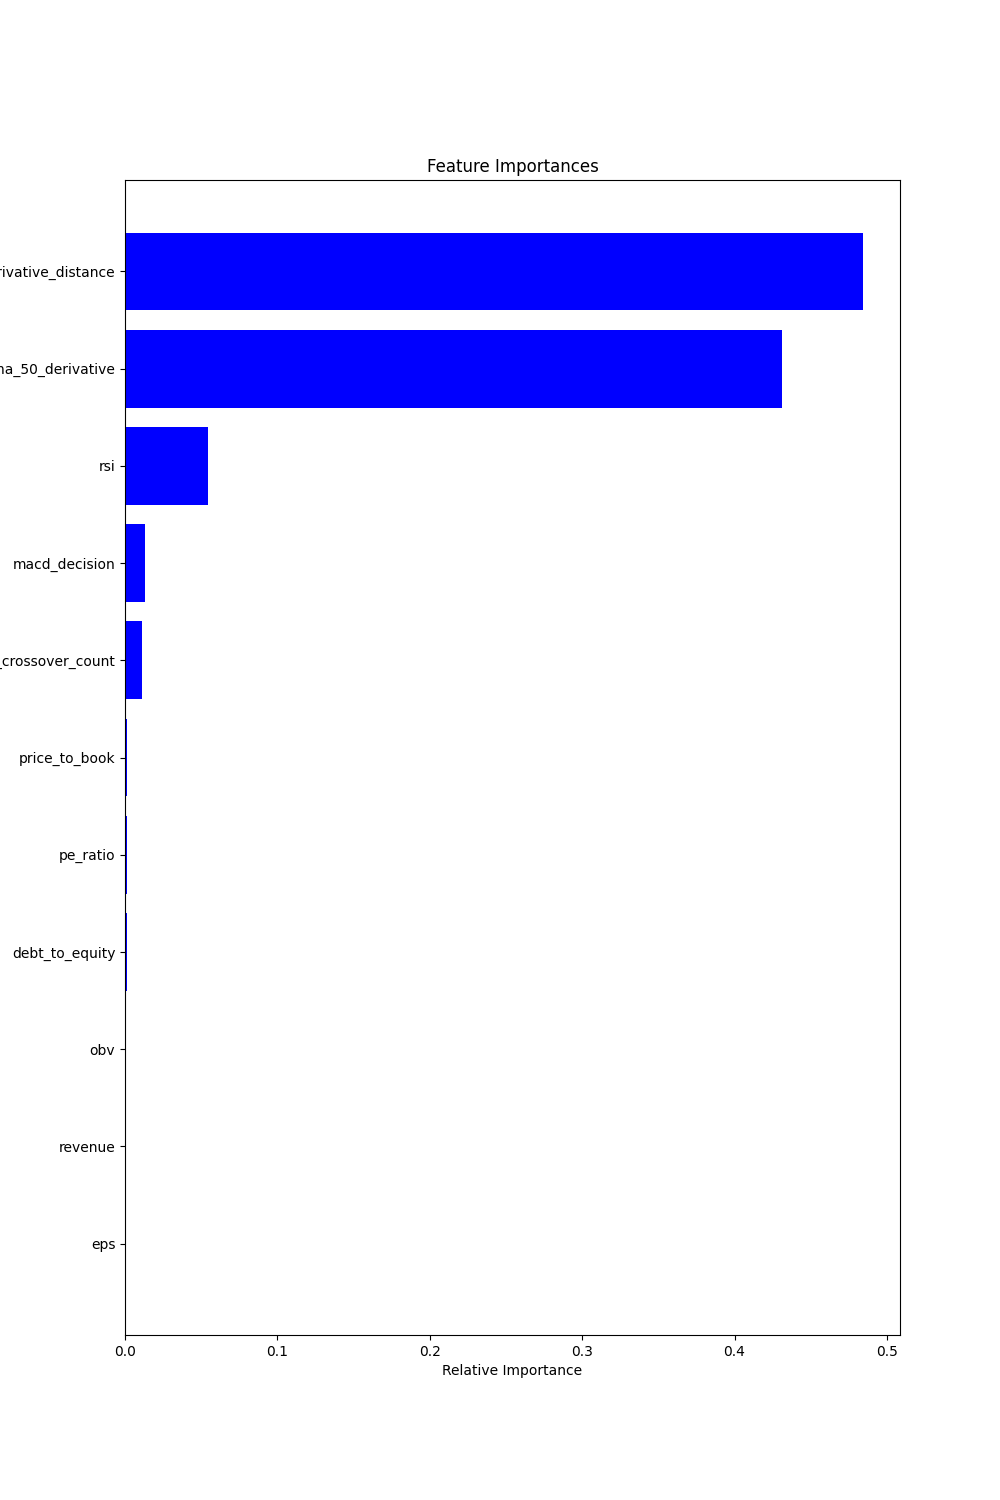 Feature Importances
rivative_distance
na_50_derivative
rsi
macd_decision
_crossover_count
price_to_book
pe_ratio
debt_to_equity
obv
revenue
eps
0.0 0.1 0.2 0.3 0.4 0.5
Relative Importance